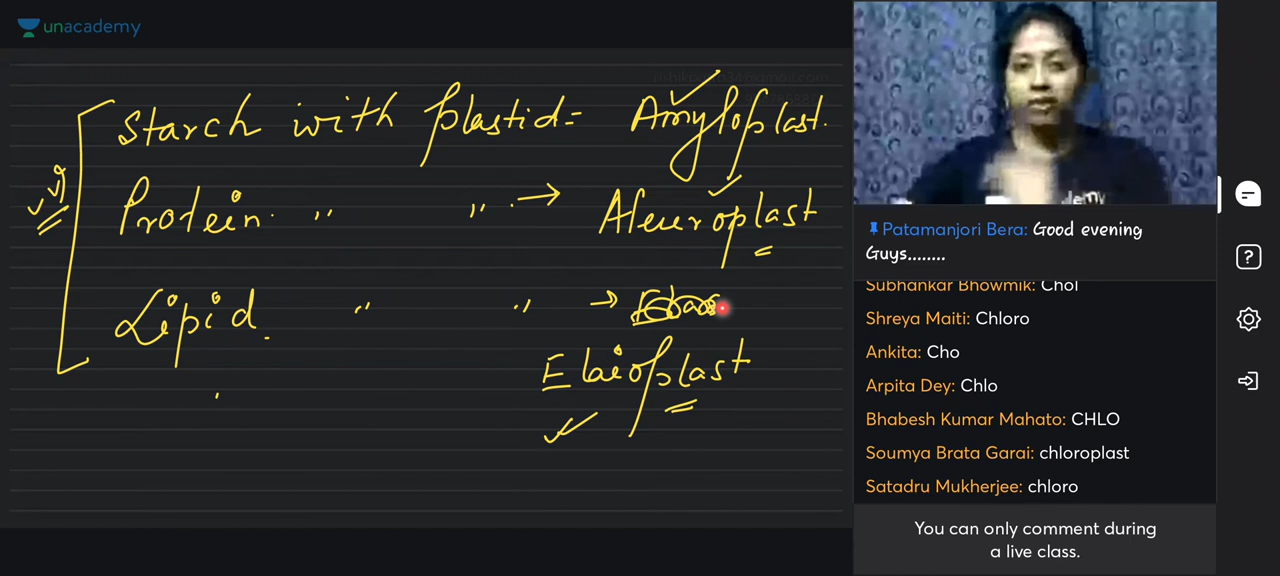 unacademy
Starch with plastid = Amyloplast.
Protein. " " . → Aleuroplast
Lipid. " " →
Elaioplast
Patamanjori Bera: Good evening
Guys........
Subhankar Bhowmik: Chol
Shreya Maiti: Chloro
Ankita: Cho
Arpita Dey: Chlo
Bhabesh Kumar Mahato: CHLO
Soumya Brata Garai: chloroplast
Satadru Mukherjee: chloro
You can only comment during
a live class.